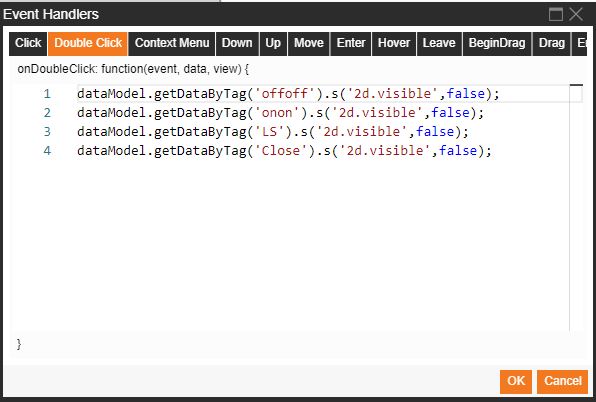 Event Handlers
Click Double Click Context Menu Down Up Move Enter Hover Leave BeginDrag Drag
onDoubleClick: function(event, data, view) {
1 dataModel.getDataByTag('offoff').s('2d.visible',false);
2 dataModel.getDataByTag('onon').s('2d.visible',false);
3 dataModel.getDataByTag('LS').s('2d.visible',false);
4 dataModel.getDataByTag('Close').s('2d.visible',false);
}
OK Cancel